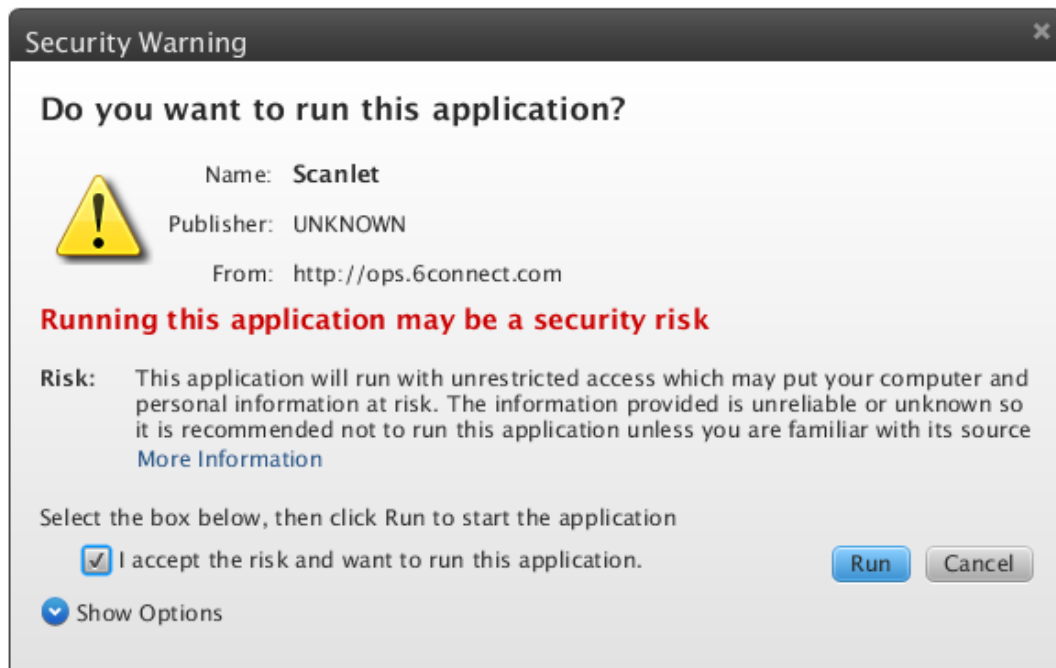 Security Warning
Do you want to run this application?
Name: Scanlet
Publisher: UNKNOWN
From: http://ops.6connect.com
Running this application may be a security risk
Risk: This application will run with unrestricted access which may put your computer and
personal information at risk. The information provided is unreliable or unknown so
it is recommended not to run this application unless you are familiar with its source
More Information
Select the box below, then click Run to start the application
I accept the risk and want to run this application.
Run Cancel
Show Options